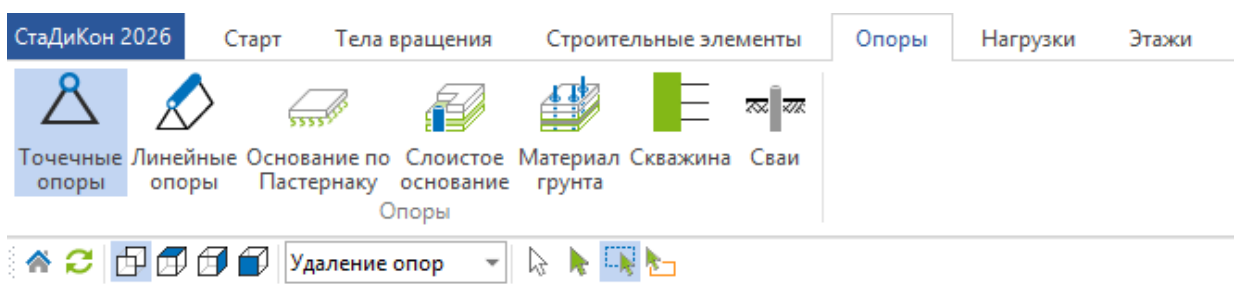 СтаДиКон 2026 Старт Тела вращения Строительные элементы Опоры Нагрузки Этажи
Точечные Линейные Основание по Слоистое Материал Скважина Сваи
опоры опоры Пастернаку основание грунта
Опоры
Удаление опор